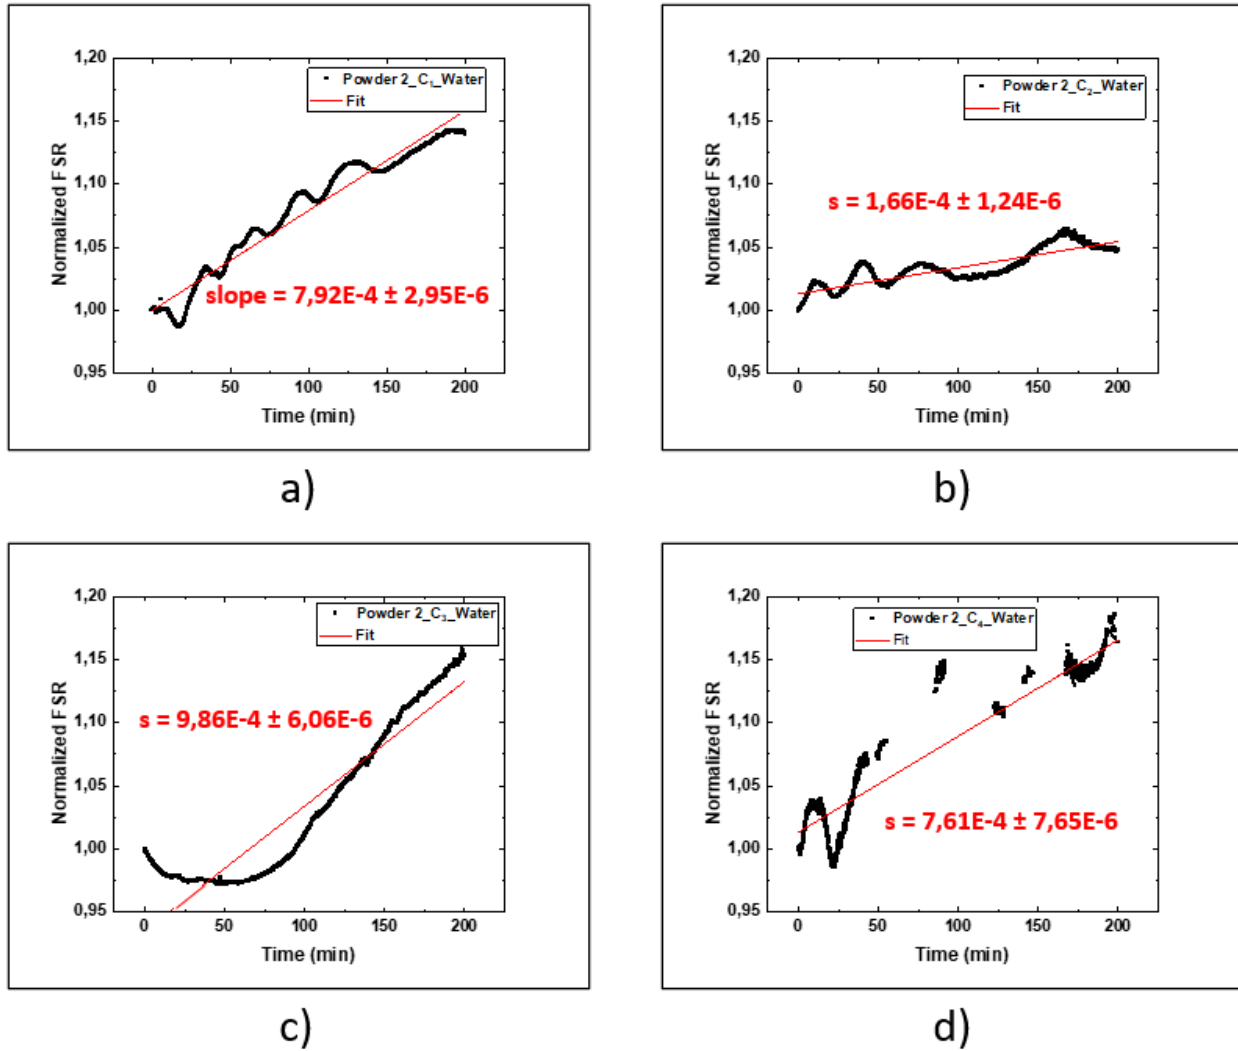 1,20
1,15
1,10
1,05
1,00
0,95
Normalized FSR
Powder 2_C₁_Water
Fit
slope = 7,92E-4 ± 2,95E-6
0 50 100 150 200
Time (min)
a)
1,20
1,15
1,10
1,05
1,00
0,95
Normalized FSR
Powder 2_C₂_Water
Fit
s = 1,66E-4 ± 1,24E-6
0 50 100 150 200
Time (min)
b)
1,20
1,15
1,10
1,05
1,00
0,95
Normalized FSR
Powder 2_C₃_Water
Fit
s = 9,86E-4 ± 6,06E-6
0 50 100 150 200
Time (min)
c)
1,20
1,15
1,10
1,05
1,00
0,95
Normalized FSR
Powder 2_C₄_Water
Fit
s = 7,61E-4 ± 7,65E-6
0 50 100 150 200
Time (min)
d)